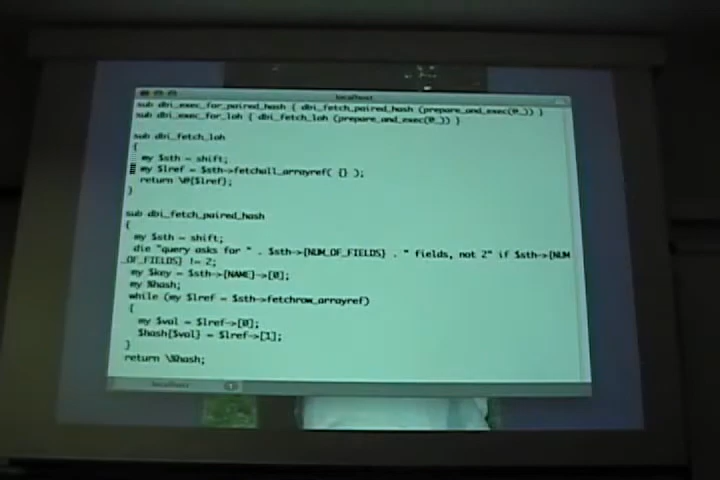 localhost
sub dbi_exec_for_paired_hash { dbi_fetch_paired_hash (prepare_and_exec(@_)) }
sub dbi_exec_for_loh { dbi_fetch_loh (prepare_and_exec(@_)) }
sub dbi_fetch_loh
{
my $sth = shift;
my $lref = $sth->fetchall_arrayref( {} );
return \@{$lref};
}
sub dbi_fetch_paired_hash
{
my $sth = shift;
die "query asks for " . $sth->{NUM_OF_FIELDS} . " fields, not 2" if $sth->{NUM
_OF_FIELDS} != 2;
my $key = $sth->{NAME}->[0];
my %hash;
while (my $lref = $sth->fetchrow_arrayref)
{
my $val = $lref->[0];
$hash{$val} = $lref->[1];
}
return \%hash;
localhost